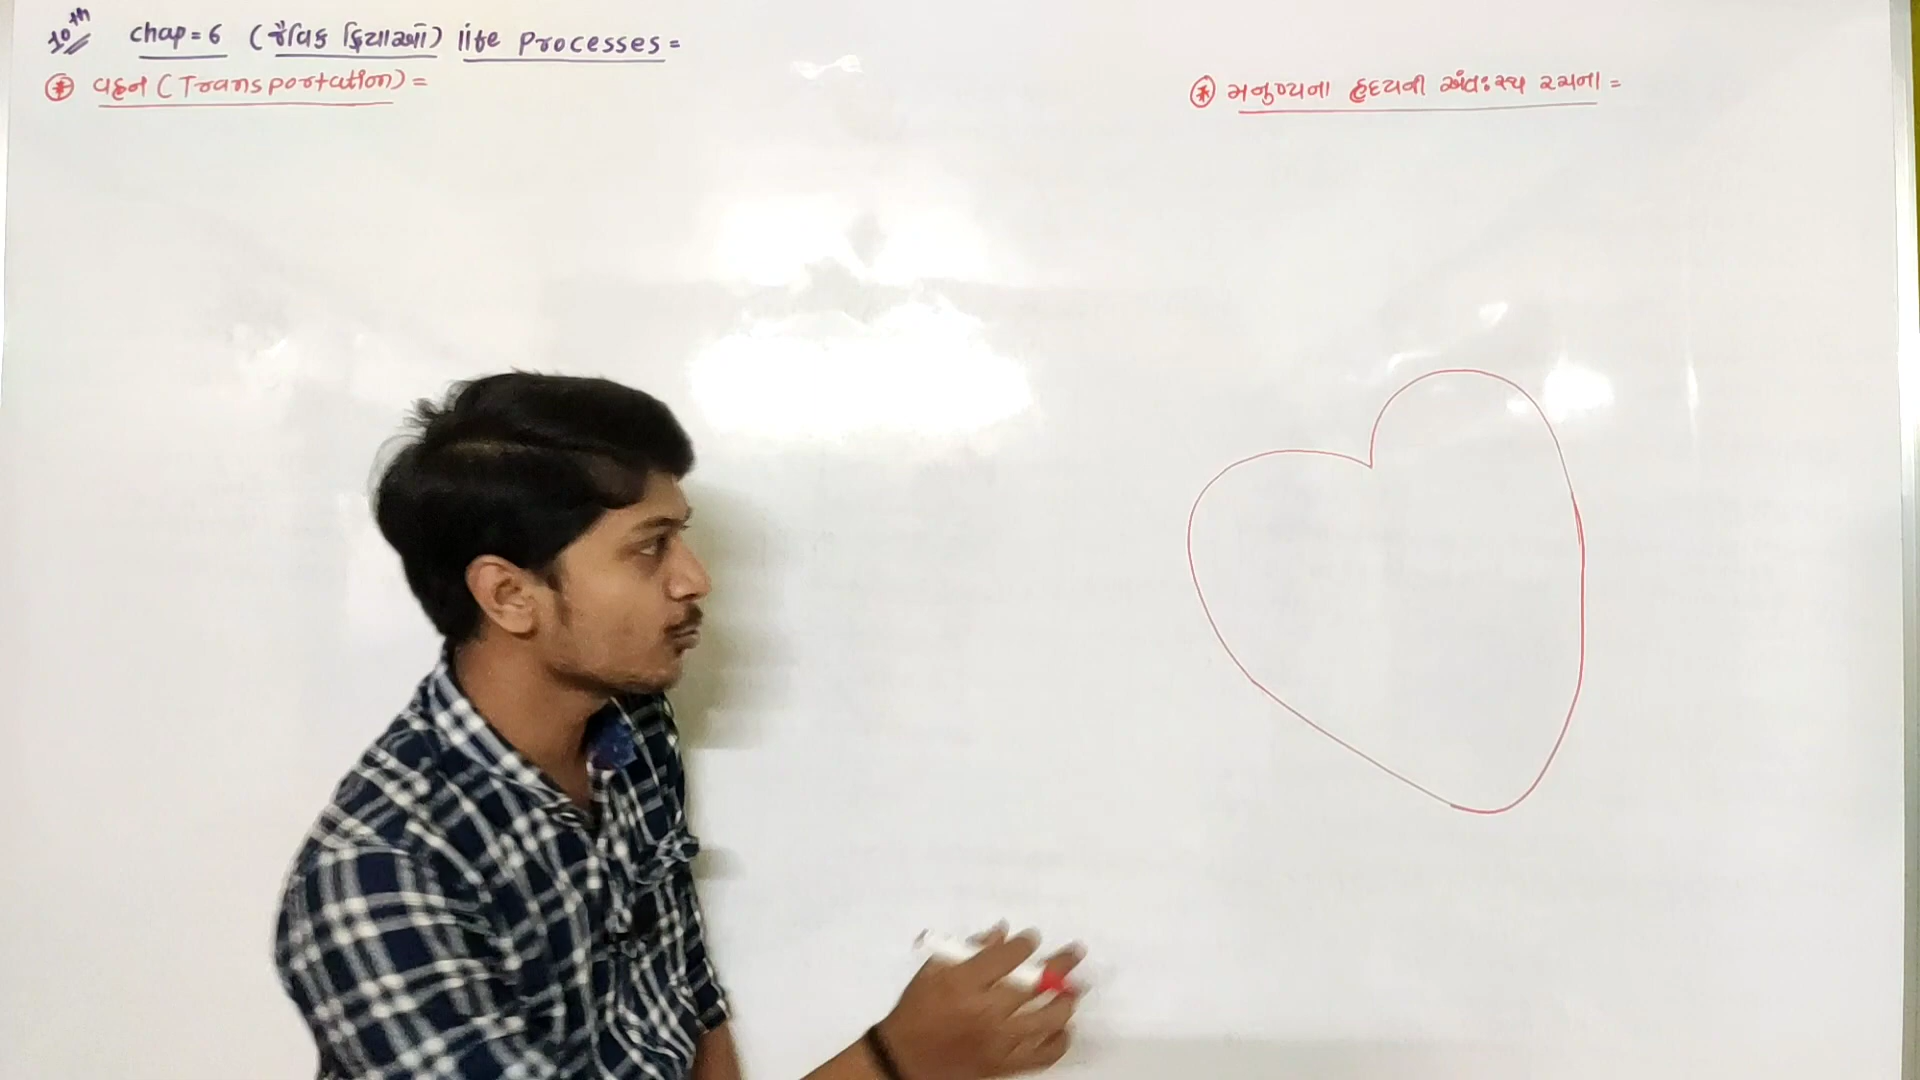 10th chap = 6 (જૈવિક ક્રિયાઓ) life Processes =
વહન (Transportation) =
મનુષ્યના હૃદયની અંતઃસ્થ રચના =